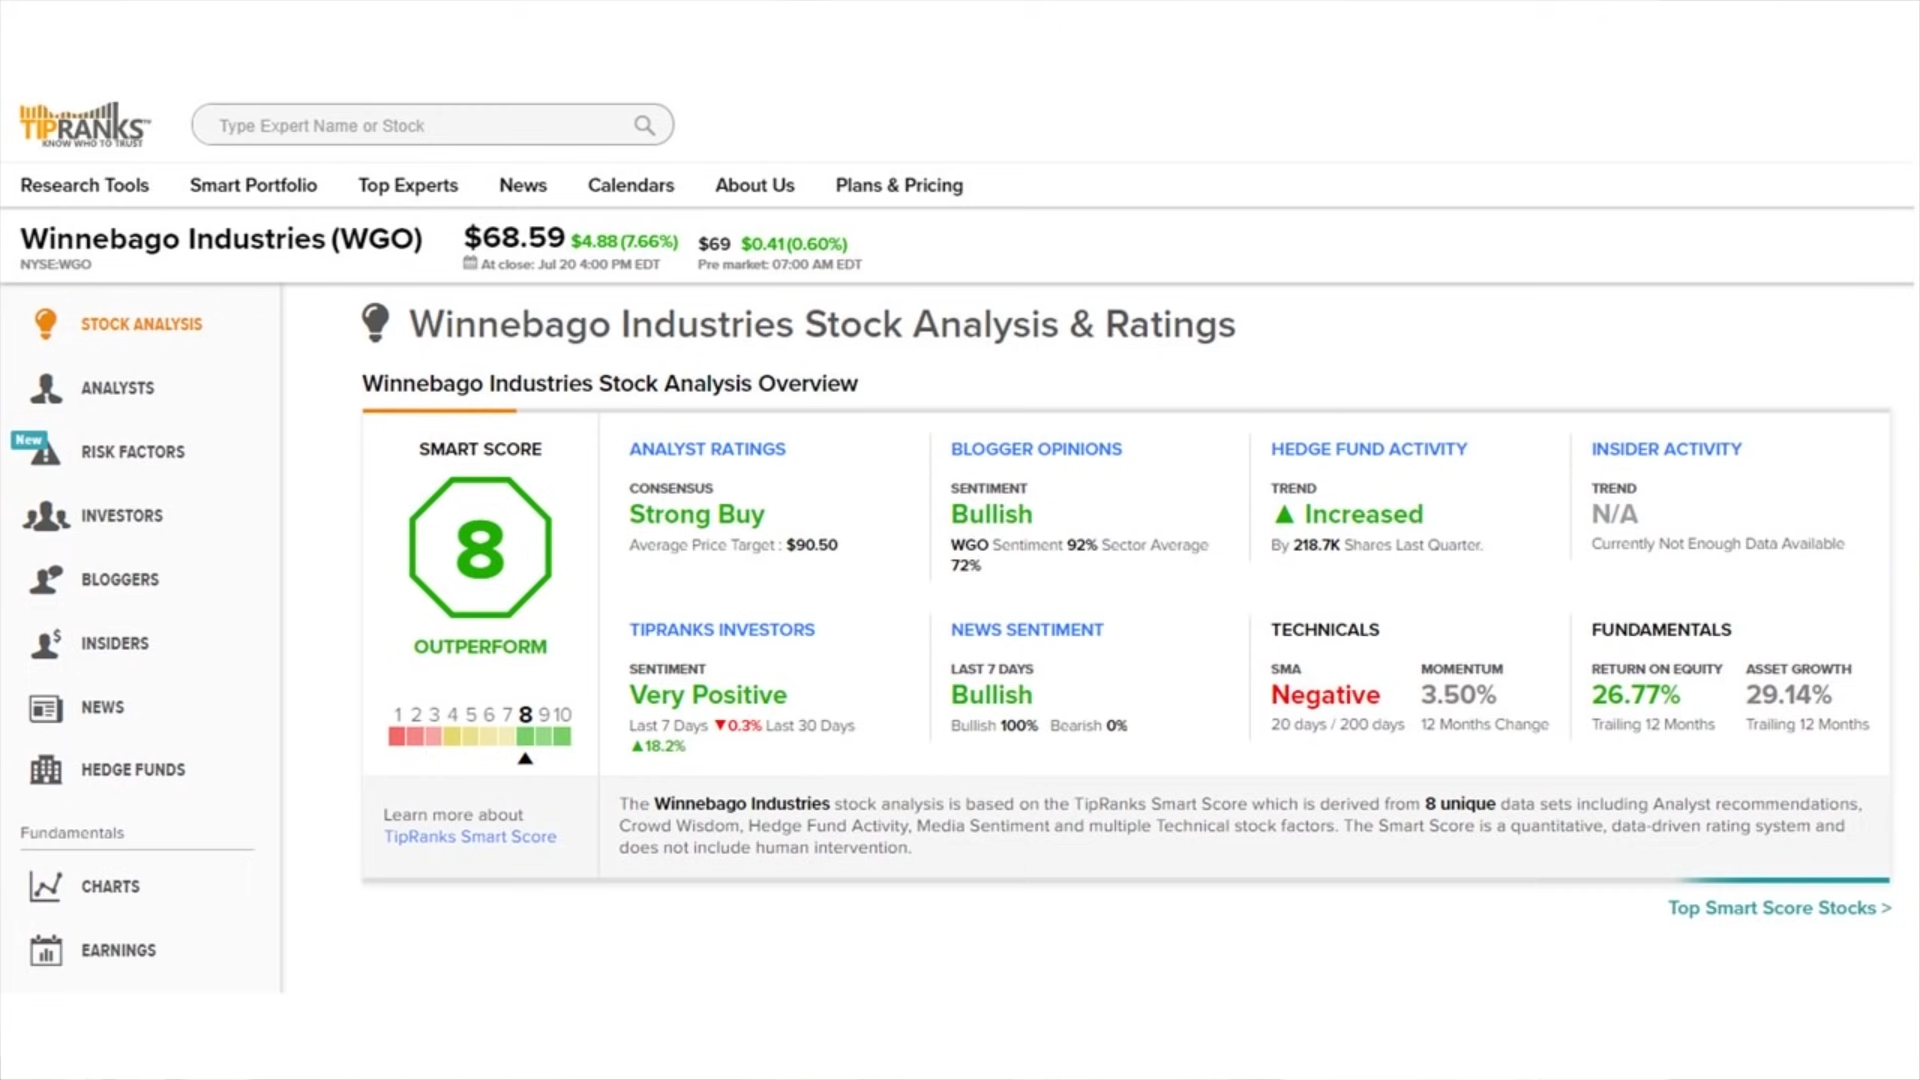 TIPRANKS™
KNOW WHO TO TRUST
Type Expert Name or Stock
Research Tools Smart Portfolio Top Experts News Calendars About Us Plans & Pricing
Winnebago Industries (WGO) $68.59 $4.88 (7.66%) $69 $0.41 (0.60%)
NYSE:WGO At close: Jul 20 4:00 PM EDT Pre market: 07:00 AM EDT
STOCK ANALYSIS
ANALYSTS
New
RISK FACTORS
INVESTORS
BLOGGERS
INSIDERS
NEWS
HEDGE FUNDS
Fundamentals
CHARTS
EARNINGS
Winnebago Industries Stock Analysis & Ratings
Winnebago Industries Stock Analysis Overview
SMART SCORE
8
OUTPERFORM
1 2 3 4 5 6 7 8 9 10
Learn more about
TipRanks Smart Score
ANALYST RATINGS
CONSENSUS
Strong Buy
Average Price Target : $90.50
BLOGGER OPINIONS
SENTIMENT
Bullish
WGO Sentiment 92% Sector Average
72%
HEDGE FUND ACTIVITY
TREND
▲ Increased
By 218.7K Shares Last Quarter.
INSIDER ACTIVITY
TREND
N/A
Currently Not Enough Data Available
TIPRANKS INVESTORS
SENTIMENT
Very Positive
Last 7 Days ▼0.3% Last 30 Days
▲18.2%
NEWS SENTIMENT
LAST 7 DAYS
Bullish
Bullish 100% Bearish 0%
TECHNICALS
SMA MOMENTUM
Negative 3.50%
20 days / 200 days 12 Months Change
FUNDAMENTALS
RETURN ON EQUITY ASSET GROWTH
26.77% 29.14%
Trailing 12 Months Trailing 12 Months
The Winnebago Industries stock analysis is based on the TipRanks Smart Score which is derived from 8 unique data sets including Analyst recommendations,
Crowd Wisdom, Hedge Fund Activity, Media Sentiment and multiple Technical stock factors. The Smart Score is a quantitative, data-driven rating system and
does not include human intervention.
Top Smart Score Stocks >